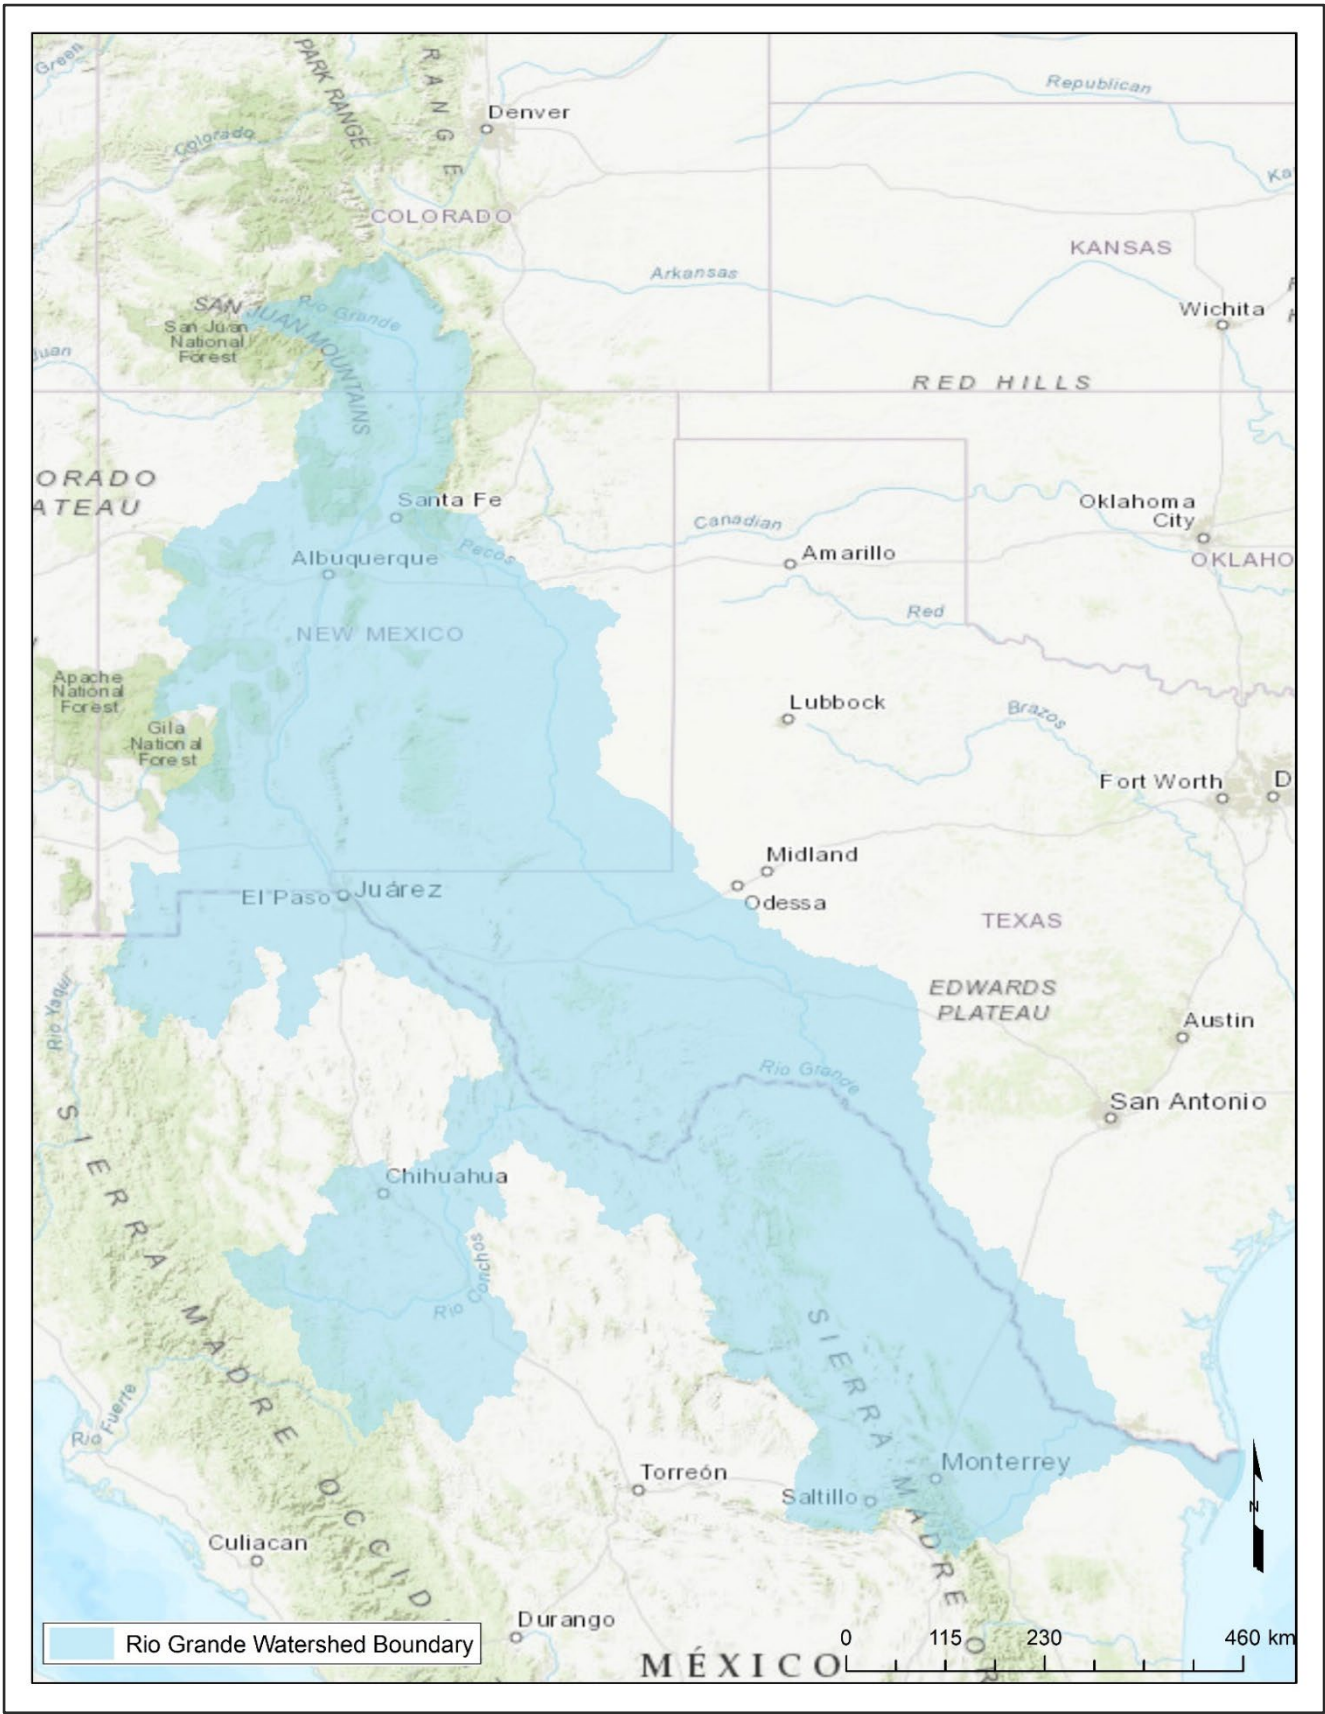 Green
PARK RANGE
RANGE
Denver
Republican
Colorado
Ka
COLORADO
KANSAS
Arkansas
SAN JUAN MOUNTAINS
Rio Grande
San Juan
National
Forest
Wichita
Juan
RED HILLS
ORADO
ATEAU
Santa Fe
Canadian
Oklahoma
City
Albuquerque
Pecos
Amarillo
OKLAHO
NEW MEXICO
Red
Apache
National
Forest
Gila
National
Forest
Lubbock
Brazos
Fort Worth
D
Midland
El Paso
Juárez
Odessa
TEXAS
Rio Yaqui
EDWARDS
PLATEAU
Austin
Rio Grande
San Antonio
Chihuahua
Rio Conchos
SIERRA MADRE OCCID
SIERRA MADRE OR
Rio Fuerte
Monterrey
Torreón
Saltillo
N
Culiacan
Durango
Rio Grande Watershed Boundary
MÉXICO
0 115 230 460 km